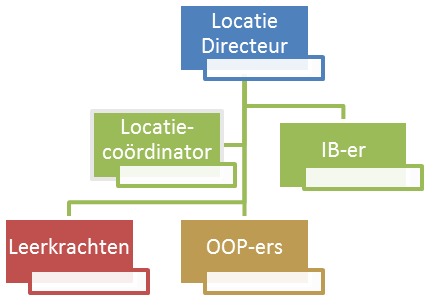 Locatie
Directeur
Locatie-
coördinator
IB-er
Leerkrachten
OOP-ers